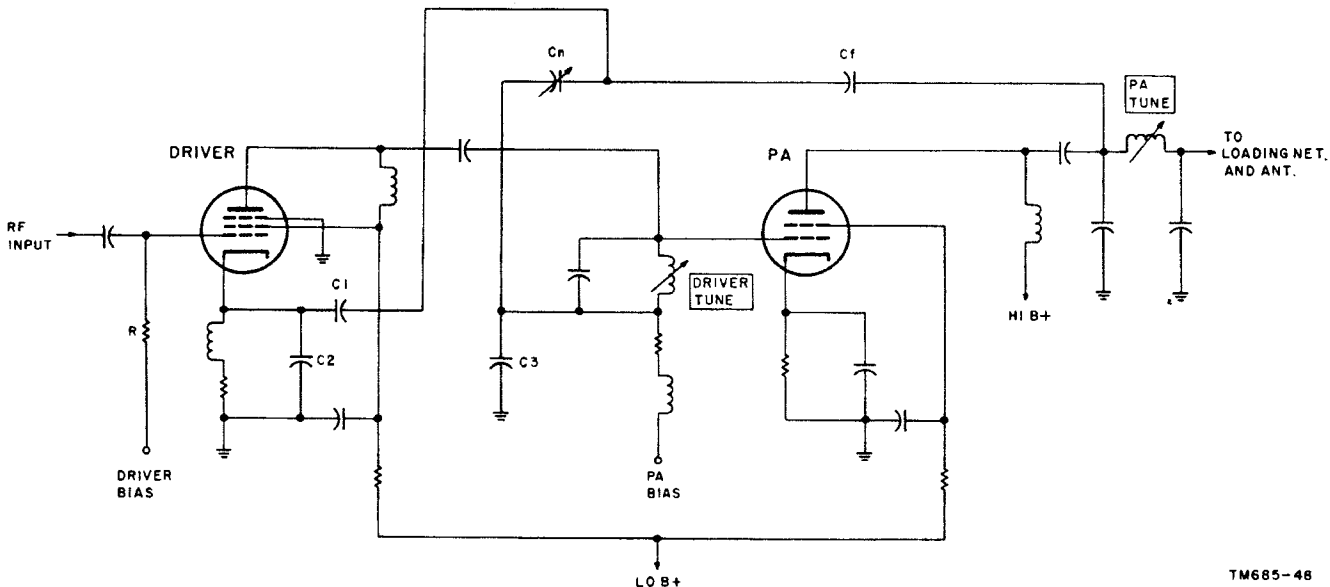 Cn
Cf
PA
TUNE
DRIVER
PA
TO
LOADING NET.
AND ANT.
RF
INPUT
C1
DRIVER
TUNE
R
C2
C3
HI B+
DRIVER
BIAS
PA
BIAS
LO B+
TM685-48